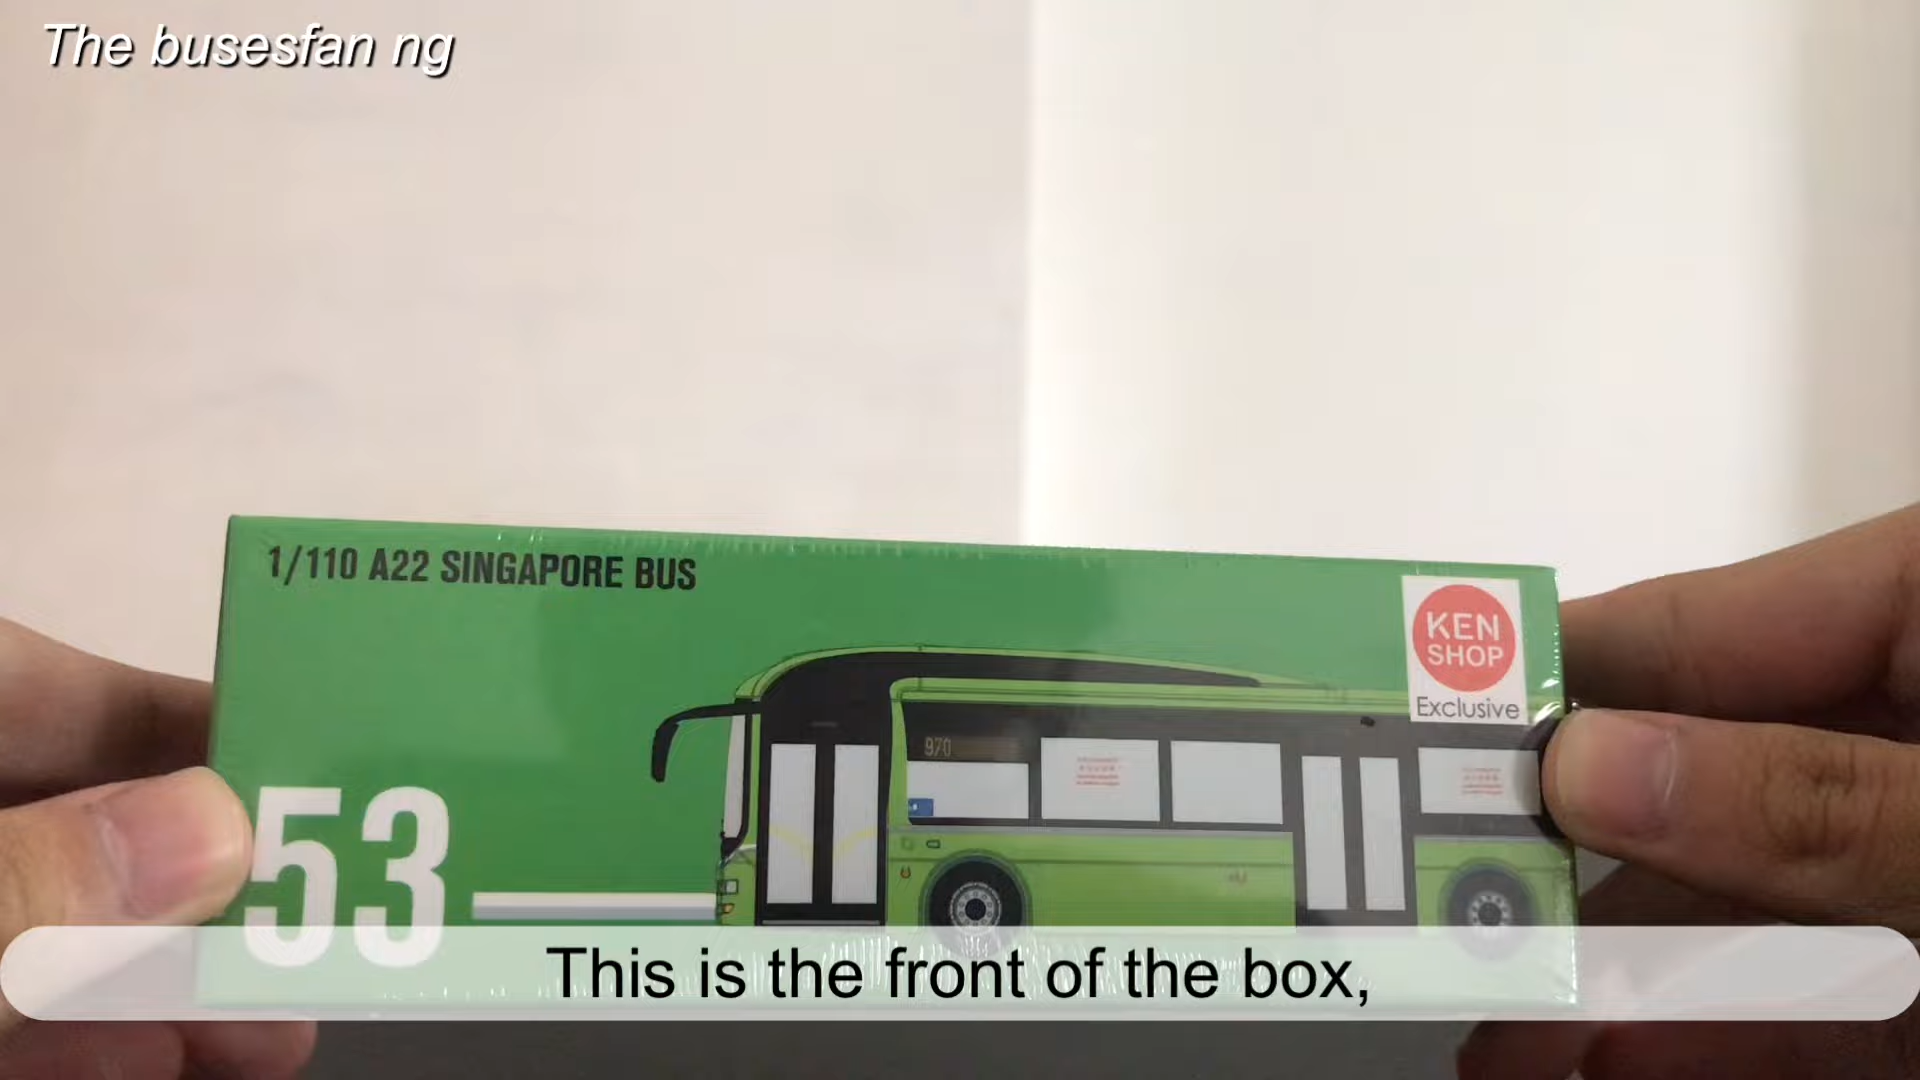 The busesfan ng
1/110 A22 SINGAPORE BUS
KEN
SHOP
Exclusive
970
53
This is the front of the box,